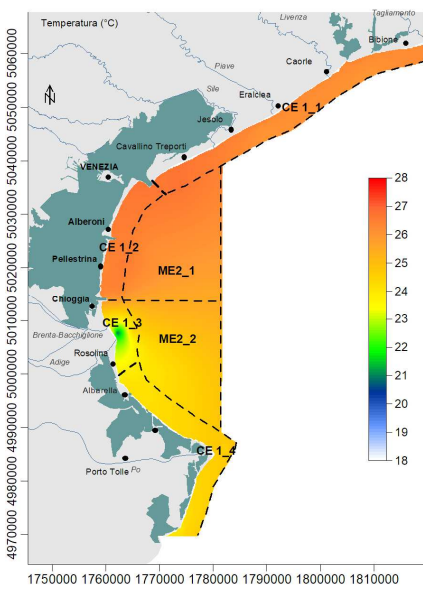 Temperatura (°C)
Livenza
Tagliamento
Bibione
Caorle
Piave
Sile
Eraclea
CE 1_1
Jesolo
Cavallino Treporti
VENEZIA
Alberoni
CE 1_2
Pellestrina
ME2_1
Chioggia
CE 1_3
Brenta-Bacchiglione
ME2_2
Rosolina
Adige
Albarella
CE 1_4
Porto Tolle
Po
N
28
27
26
25
24
23
22
21
20
19
18
5060000
5050000
5040000
5030000
5020000
5010000
5000000
4990000
4980000
4970000
1750000 1760000 1770000 1780000 1790000 1800000 1810000